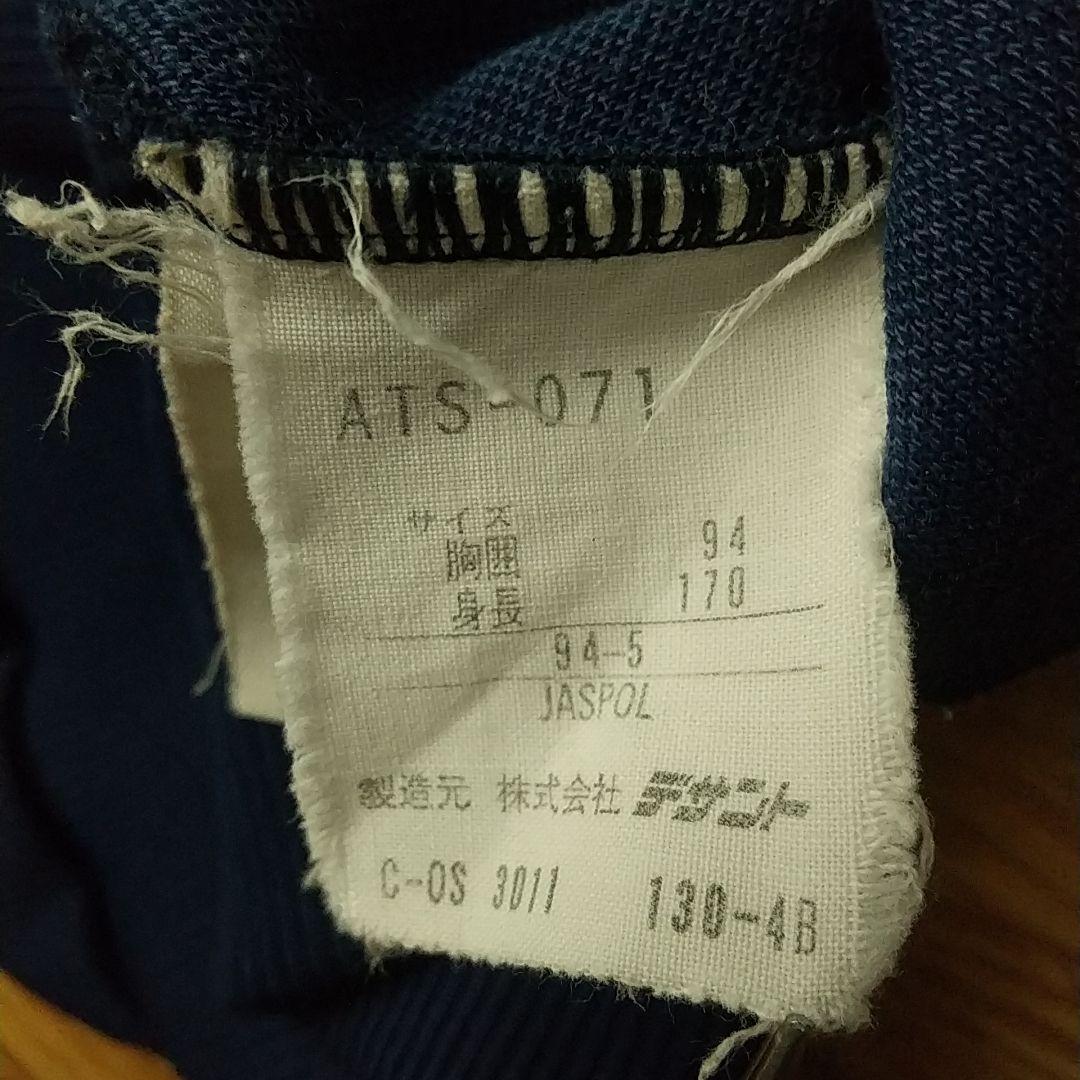 ATS-071
サイズ
胸囲 94
身長 170
94-5
JASPOL
製造元 株式会社 デサント
C-OS 3011 130-4B